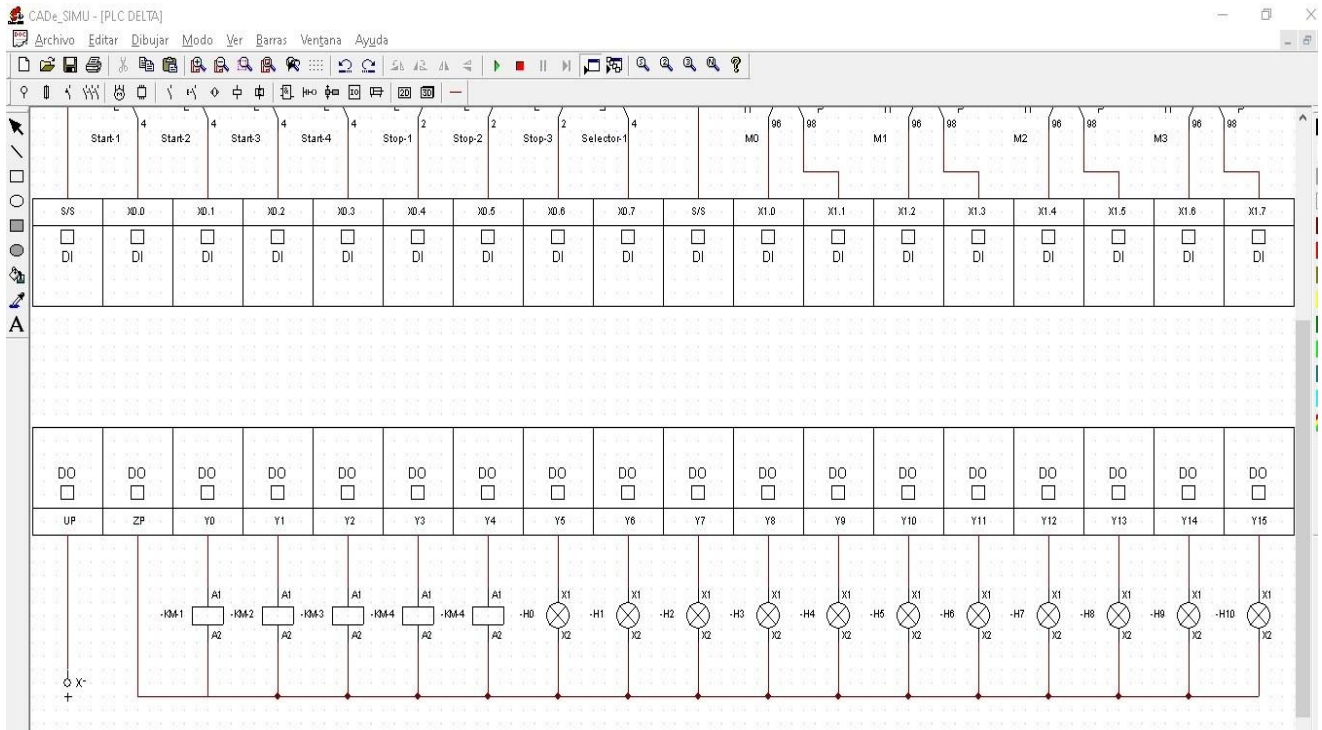 CADe_SIMU - [PLC DELTA]
Archivo Editar Dibujar Modo Ver Barras Ventana Ayuda
4 4 4 4 2 2 2 4 96 98 96 98 96 98 96 98
Start-1 Start-2 Start-3 Start-4 Stop-1 Stop-2 Stop-3 Selector-1 M0 M1 M2 M3
S/S X0.0 X0.1 X0.2 X0.3 X0.4 X0.5 X0.6 X0.7 S/S X1.0 X1.1 X1.2 X1.3 X1.4 X1.5 X1.6 X1.7
DI DI DI DI DI DI DI DI DI DI DI DI DI DI DI DI DI DI
DO DO DO DO DO DO DO DO DO DO DO DO DO DO DO DO DO DO
UP ZP Y0 Y1 Y2 Y3 Y4 Y5 Y6 Y7 Y8 Y9 Y10 Y11 Y12 Y13 Y14 Y15
A1 A1 A1 A1 A1 X1 X1 X1 X1 X1 X1 X1 X1 X1 X1 X1
-KM-1 -KM-2 -KM-3 -KM-4 -KM-4 -H0 -H1 -H2 -H3 -H4 -H5 -H6 -H7 -H8 -H9 -H10
A2 A2 A2 A2 A2 X2 X2 X2 X2 X2 X2 X2 X2 X2 X2 X2
X-
+